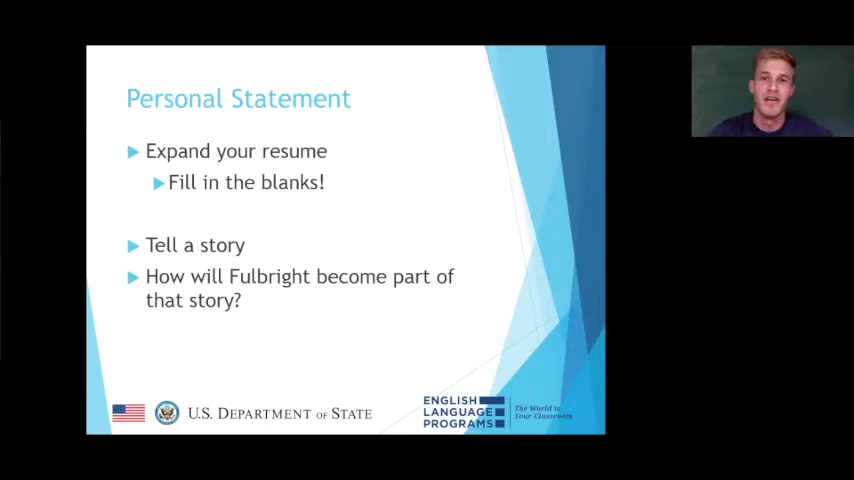 Personal Statement
Expand your resume
Fill in the blanks!
Tell a story
How will Fulbright become part of
that story?
U.S. DEPARTMENT OF STATE
ENGLISH
LANGUAGE
PROGRAMS
The World is
Your Classroom